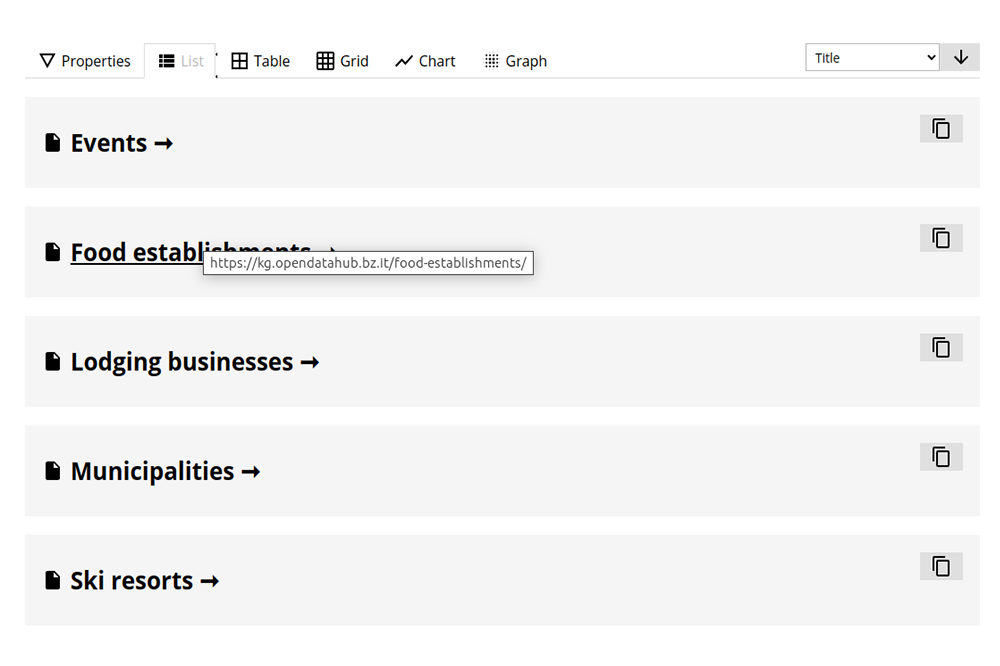 Properties List Table Grid Chart Graph Title
Events →
Food establishments →
https://kg.opendatahub.bz.it/food-establishments/
Lodging businesses →
Municipalities →
Ski resorts →